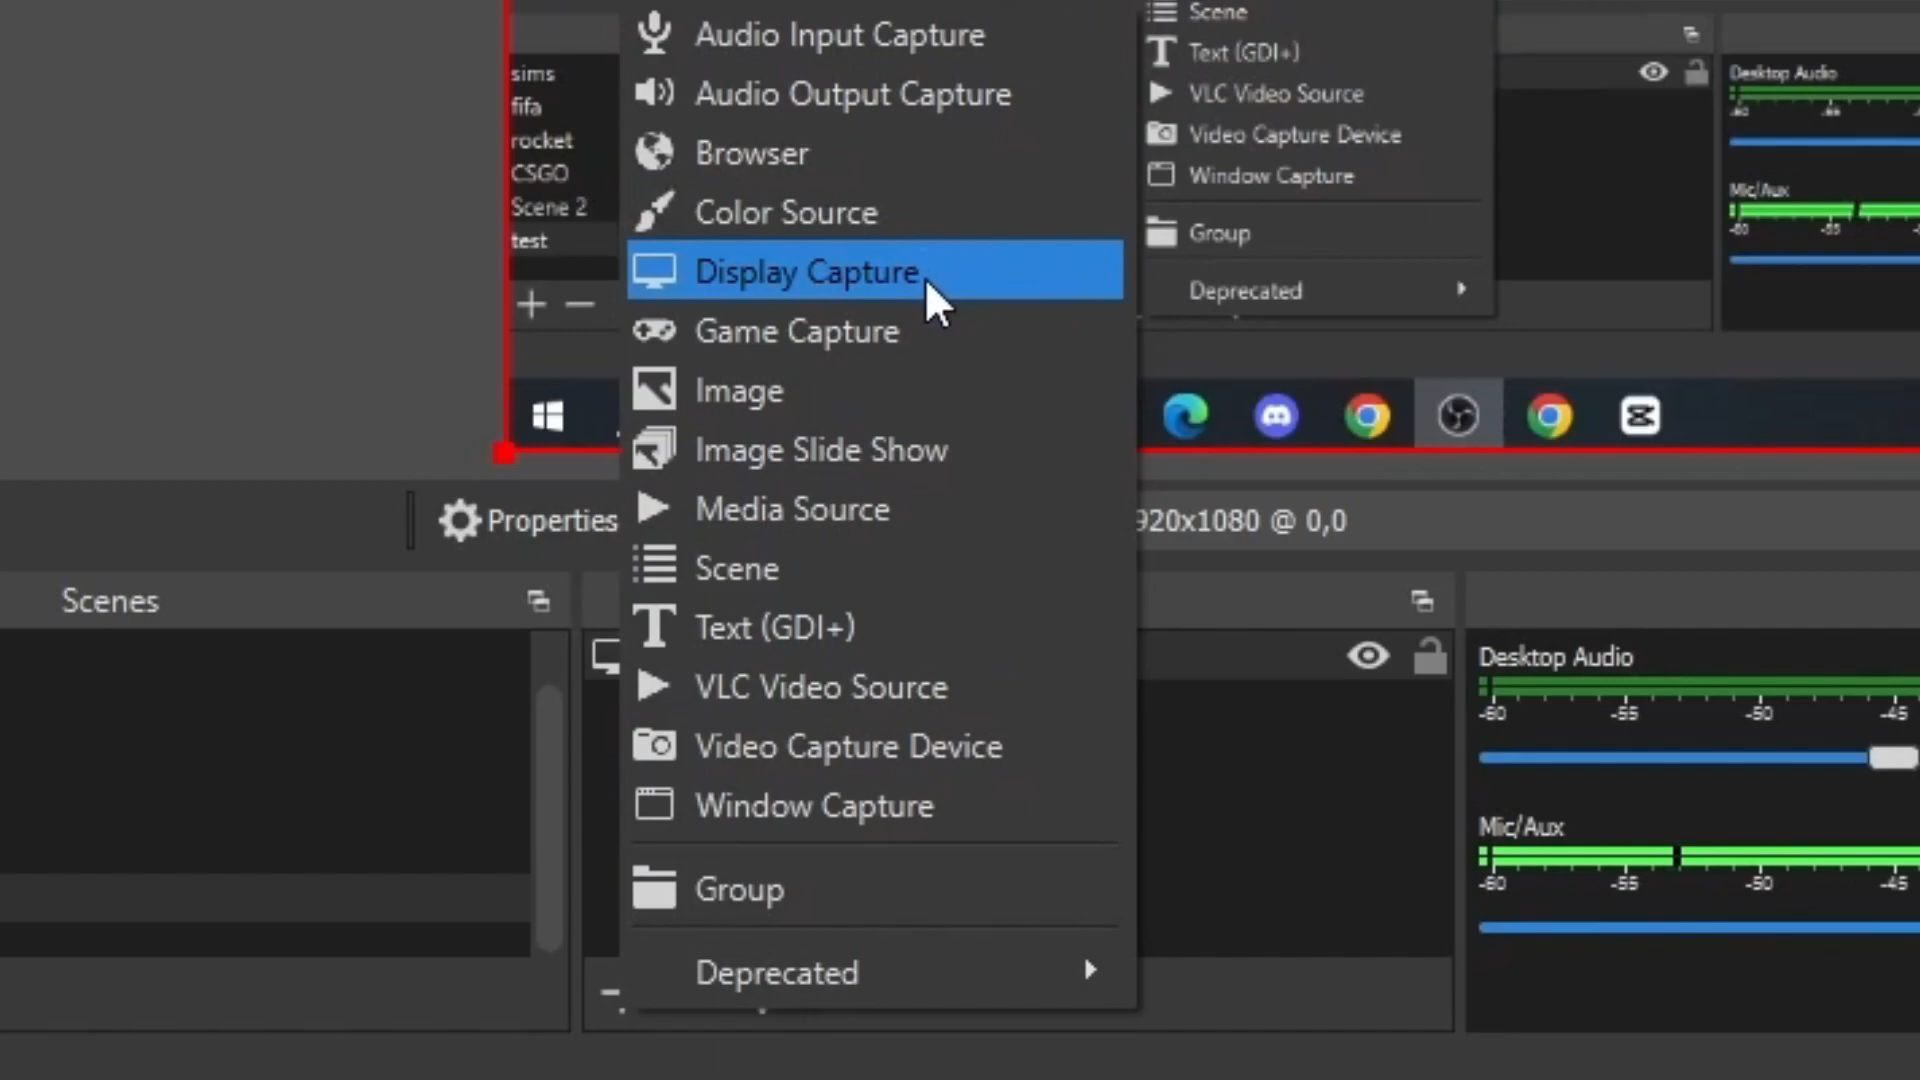 Audio Input Capture
Audio Output Capture
Browser
Color Source
Display Capture
Game Capture
Image
Image Slide Show
Media Source
Scene
Text (GDI+)
VLC Video Source
Video Capture Device
Window Capture
Group
Deprecated
Scene
Text (GDI+)
VLC Video Source
Video Capture Device
Window Capture
Group
Deprecated
sims
fifa
rocket
CSGO
Scene 2
test
Desktop Audio
Mic/Aux
-60 -55
Properties
920x1080 @ 0,0
Scenes
Desktop Audio
-60 -55 -50 -45
Mic/Aux
-60 -55 -50 -45